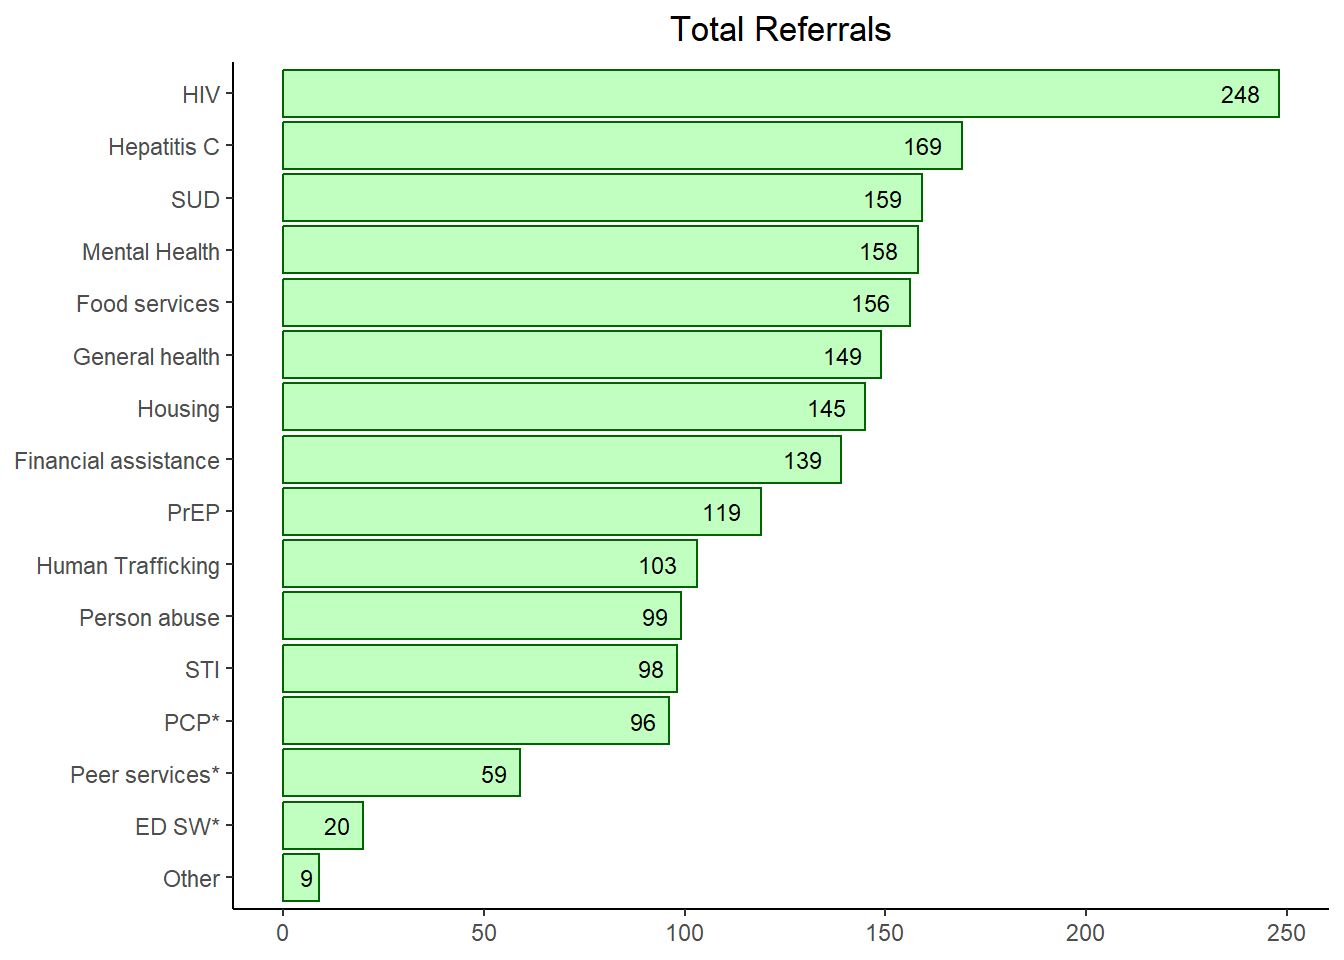 Total Referrals
HIV 248
Hepatitis C 169
SUD 159
Mental Health 158
Food services 156
General health 149
Housing 145
Financial assistance 139
PrEP 119
Human Trafficking 103
Person abuse 99
STI 98
PCP* 96
Peer services* 59
ED SW* 20
Other 9
0 50 100 150 200 250